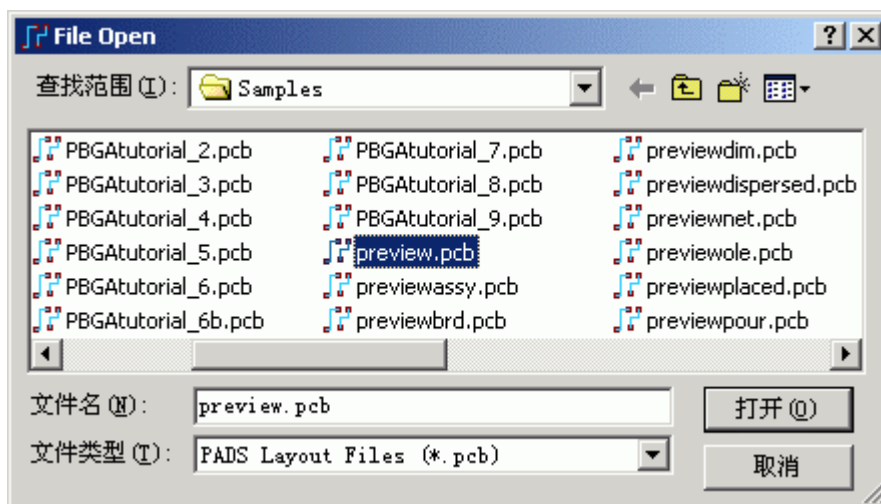 File Open
查找范围(I): Samples
PBGAtutorial_2.pcb PBGAtutorial_7.pcb previewdim.pcb
PBGAtutorial_3.pcb PBGAtutorial_8.pcb previewdispersed.pcb
PBGAtutorial_4.pcb PBGAtutorial_9.pcb previewnet.pcb
PBGAtutorial_5.pcb preview.pcb previewole.pcb
PBGAtutorial_6.pcb previewassy.pcb previewplaced.pcb
PBGAtutorial_6b.pcb previewbrd.pcb previewpour.pcb
文件名(N): preview.pcb 打开(O)
文件类型(T): PADS Layout Files (*.pcb) 取消